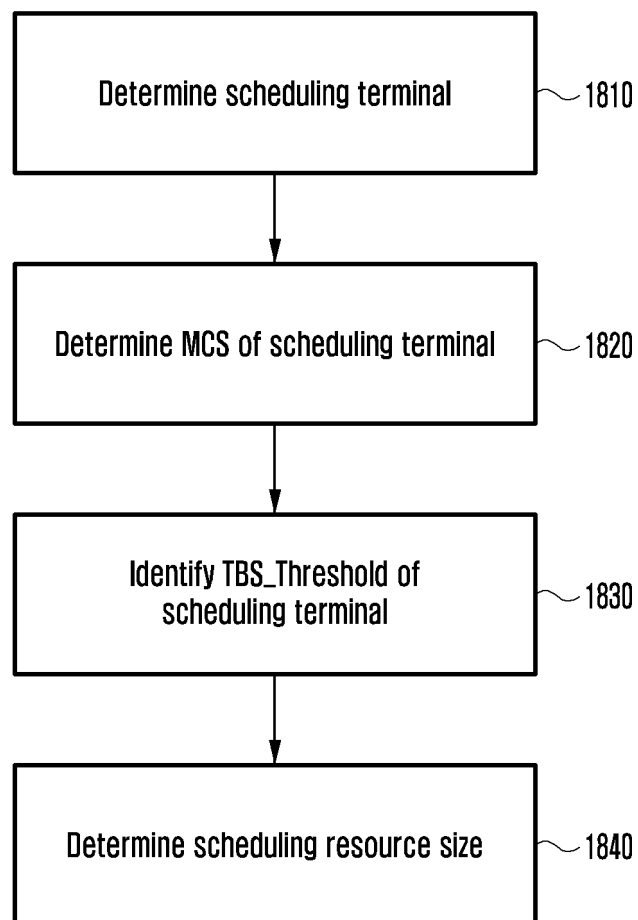 Determine scheduling terminal
1810
Determine MCS of scheduling terminal
1820
Identify TBS_Threshold of
scheduling terminal
1830
Determine scheduling resource size
1840